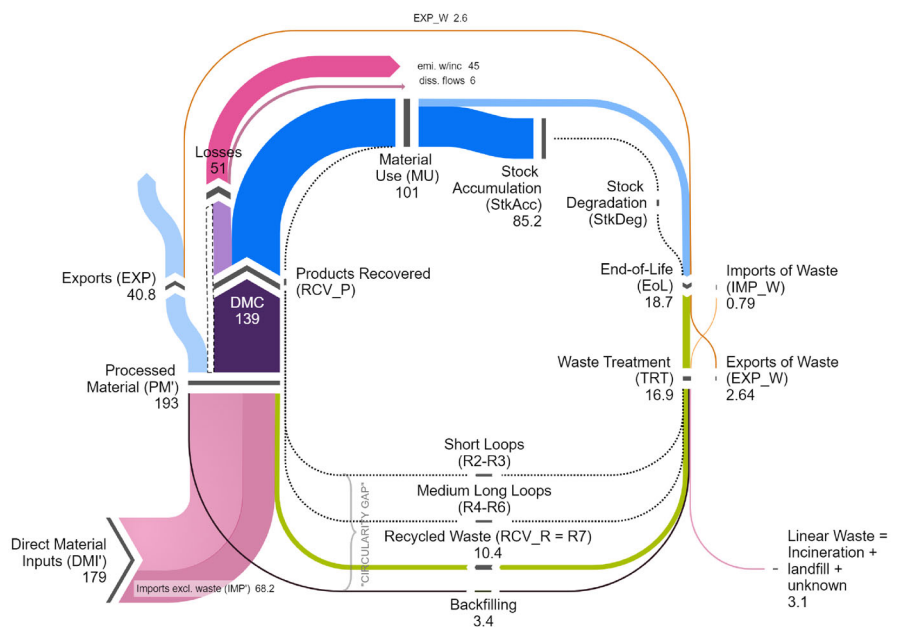 EXP_W 2.6
emi. w/inc 45
diss. flows 6
Losses
51
Material
Use (MU)
101
Stock
Accumulation
(StkAcc)
85.2
Stock
Degradation
(StkDeg)
Exports (EXP)
40.8
DMC
139
Products Recovered
(RCV_P)
End-of-Life
(EoL)
18.7
Imports of Waste
(IMP_W)
0.79
Processed
Material (PM')
193
Waste Treatment
(TRT)
16.9
Exports of Waste
(EXP_W)
2.64
Short Loops
(R2-R3)
Medium Long Loops
(R4-R6)
"CIRCULARITY GAP"
Recycled Waste (RCV_R = R7)
10.4
Direct Material
Inputs (DMI')
179
Imports excl. waste (IMP') 68.2
Backfilling
3.4
Linear Waste =
Incineration +
landfill +
unknown
3.1